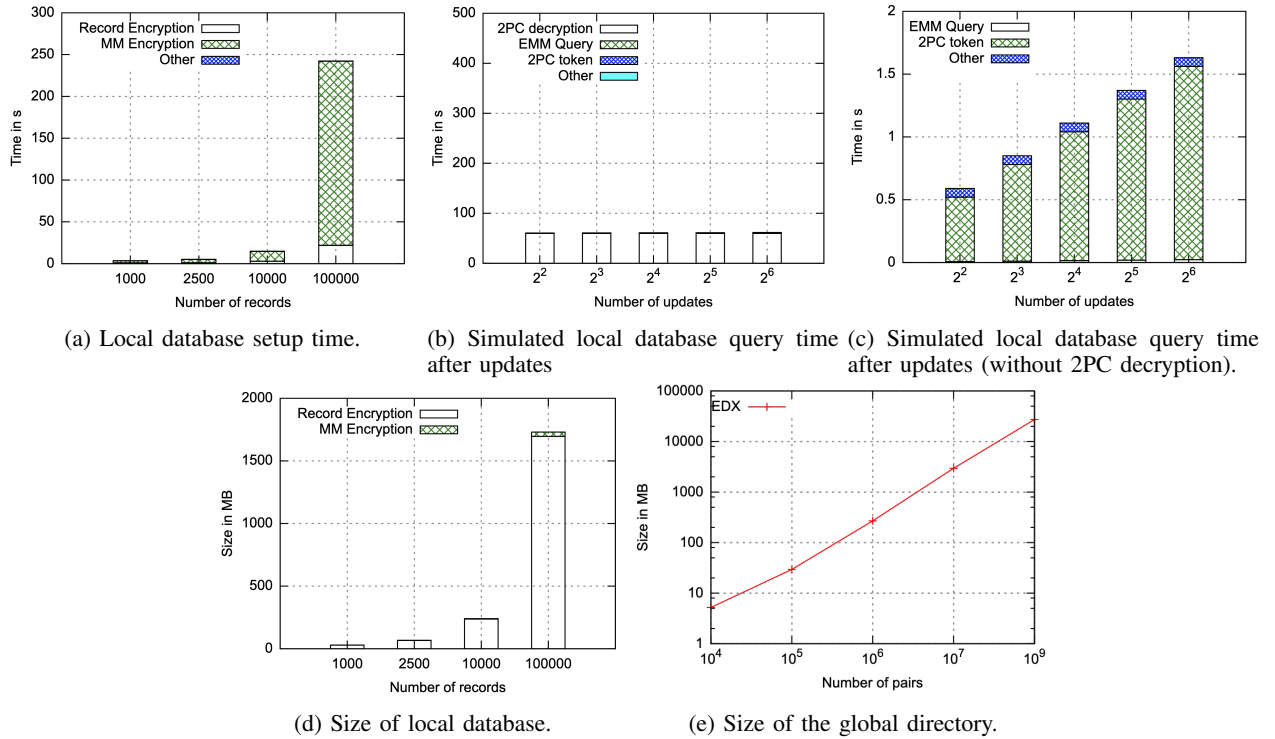 300
250
200
150
100
50
0
Time in s
Record Encryption
MM Encryption
Other
1000 2500 10000 100000
Number of records
(a) Local database setup time.
500
400
300
200
100
0
Time in s
2PC decryption
EMM Query
2PC token
Other
2^2 2^3 2^4 2^5 2^6
Number of updates
(b) Simulated local database query time
after updates
2
1.5
1
0.5
0
Time in s
EMM Query
2PC token
Other
2^2 2^3 2^4 2^5 2^6
Number of updates
(c) Simulated local database query time
after updates (without 2PC decryption).
2000
1500
1000
500
0
Size in MB
Record Encryption
MM Encryption
1000 2500 10000 100000
Number of records
(d) Size of local database.
100000
10000
1000
100
10
1
Size in MB
EDX
10^4 10^5 10^6 10^7 10^9
Number of pairs
(e) Size of the global directory.